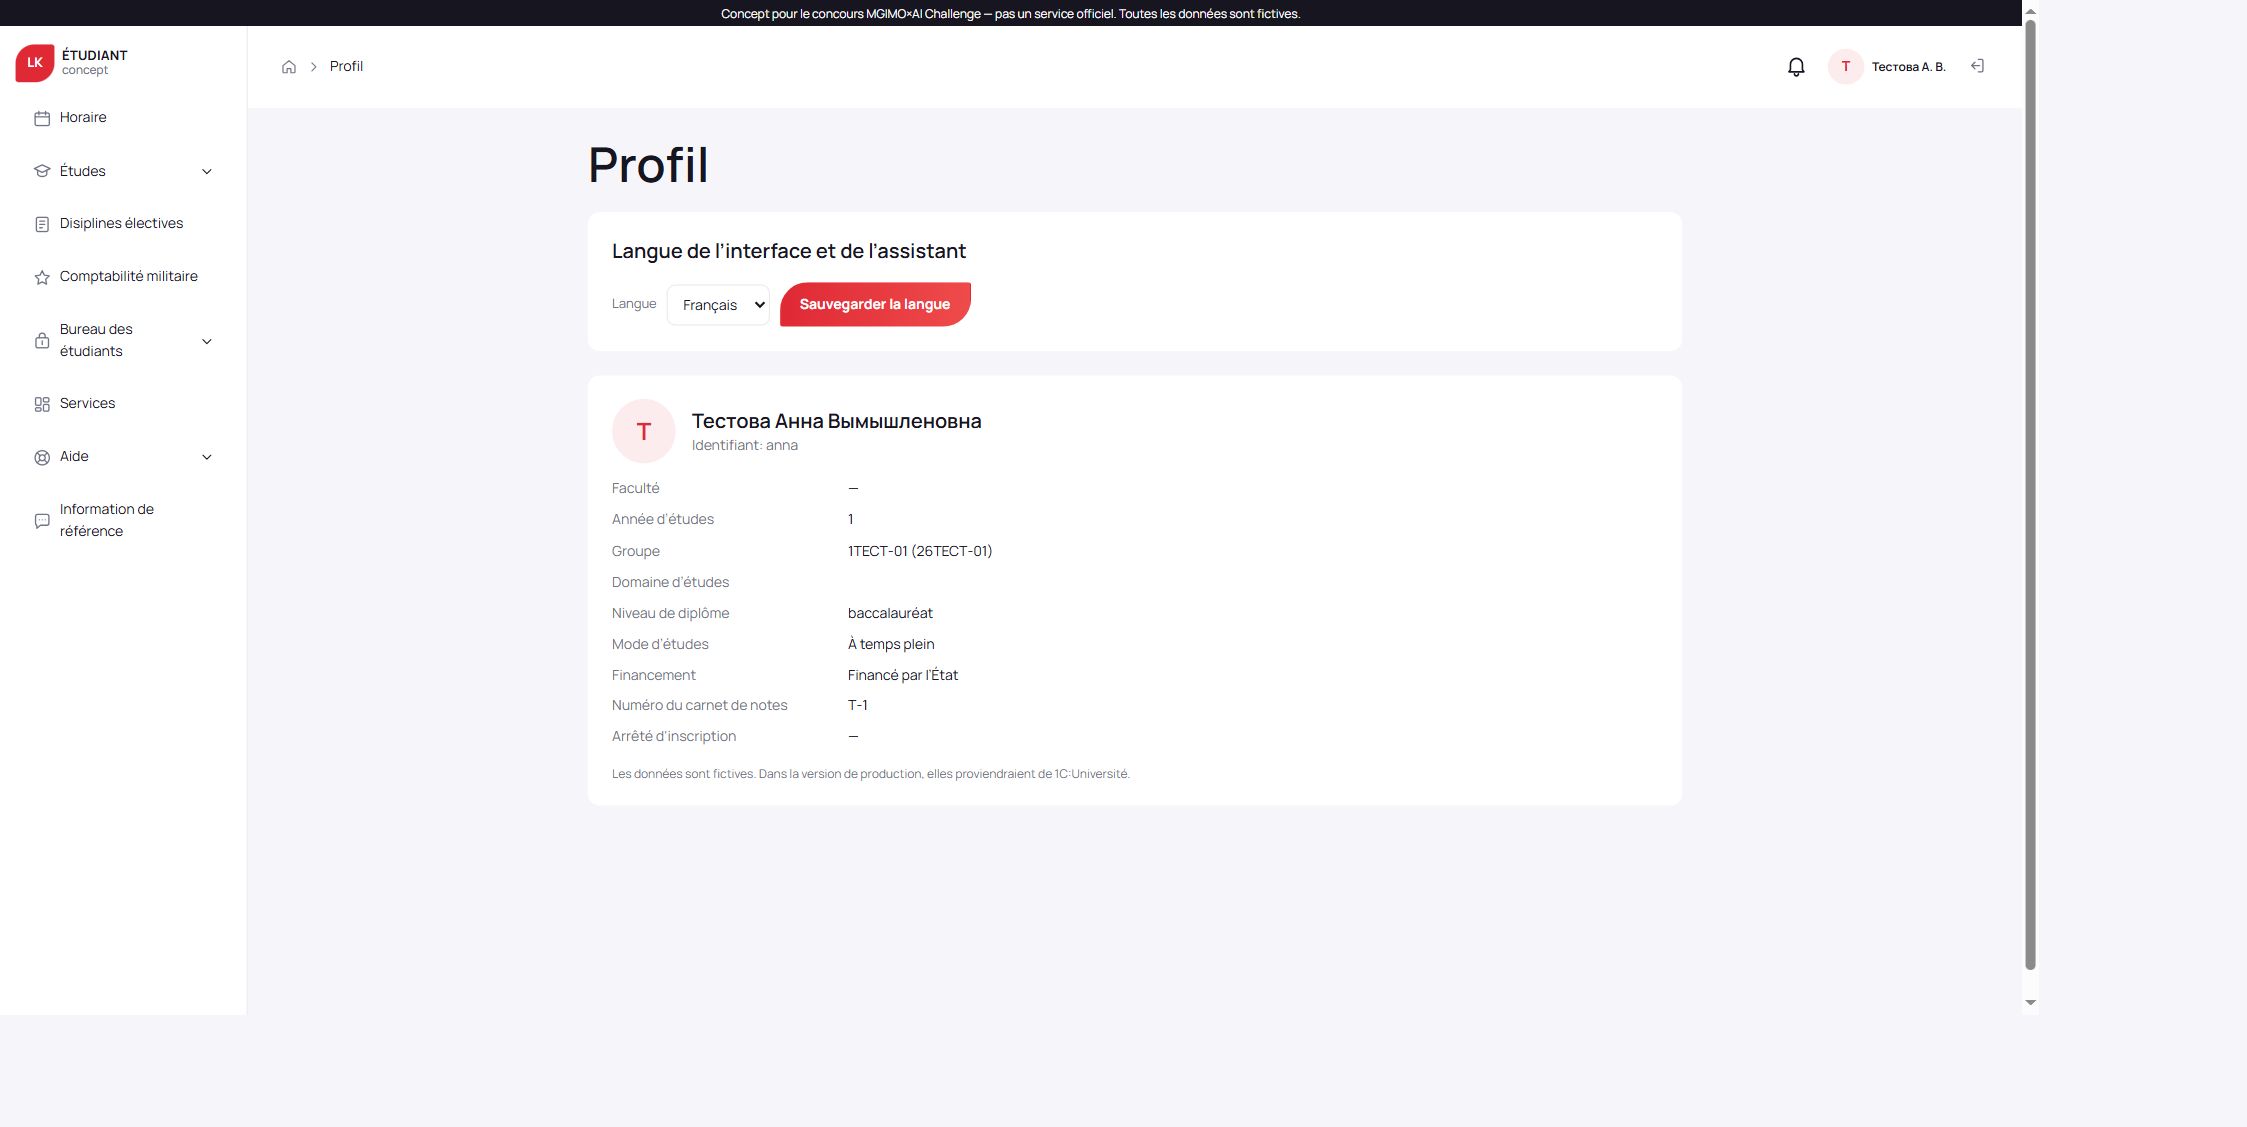 Concept pour le concours MGIMO×AI Challenge — pas un service officiel. Toutes les données sont fictives.
LK
ÉTUDIANT
concept
Profil
Т
Тестова А. В.
Horaire
Études
Disiplines électives
Comptabilité militaire
Bureau des
étudiants
Services
Aide
Information de
référence
Profil
Langue de l’interface et de l’assistant
Langue
Français
Sauvegarder la langue
Т
Тестова Анна Вымышленовна
Identifiant: anna
Faculté —
Année d’études 1
Groupe 1ТЕСТ-01 (26ТЕСТ-01)
Domaine d’études
Niveau de diplôme baccalauréat
Mode d’études À temps plein
Financement Financé par l’État
Numéro du carnet de notes Т-1
Arrêté d’inscription —
Les données sont fictives. Dans la version de production, elles proviendraient de 1C:Université.